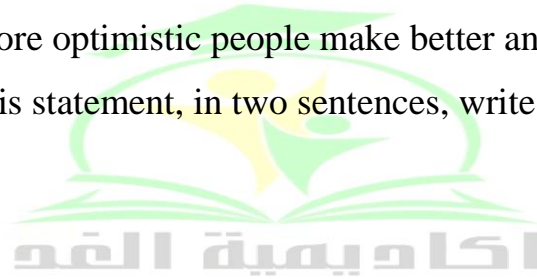 ore optimistic people make better an
is statement, in two sentences, write
اكاديمية الغد